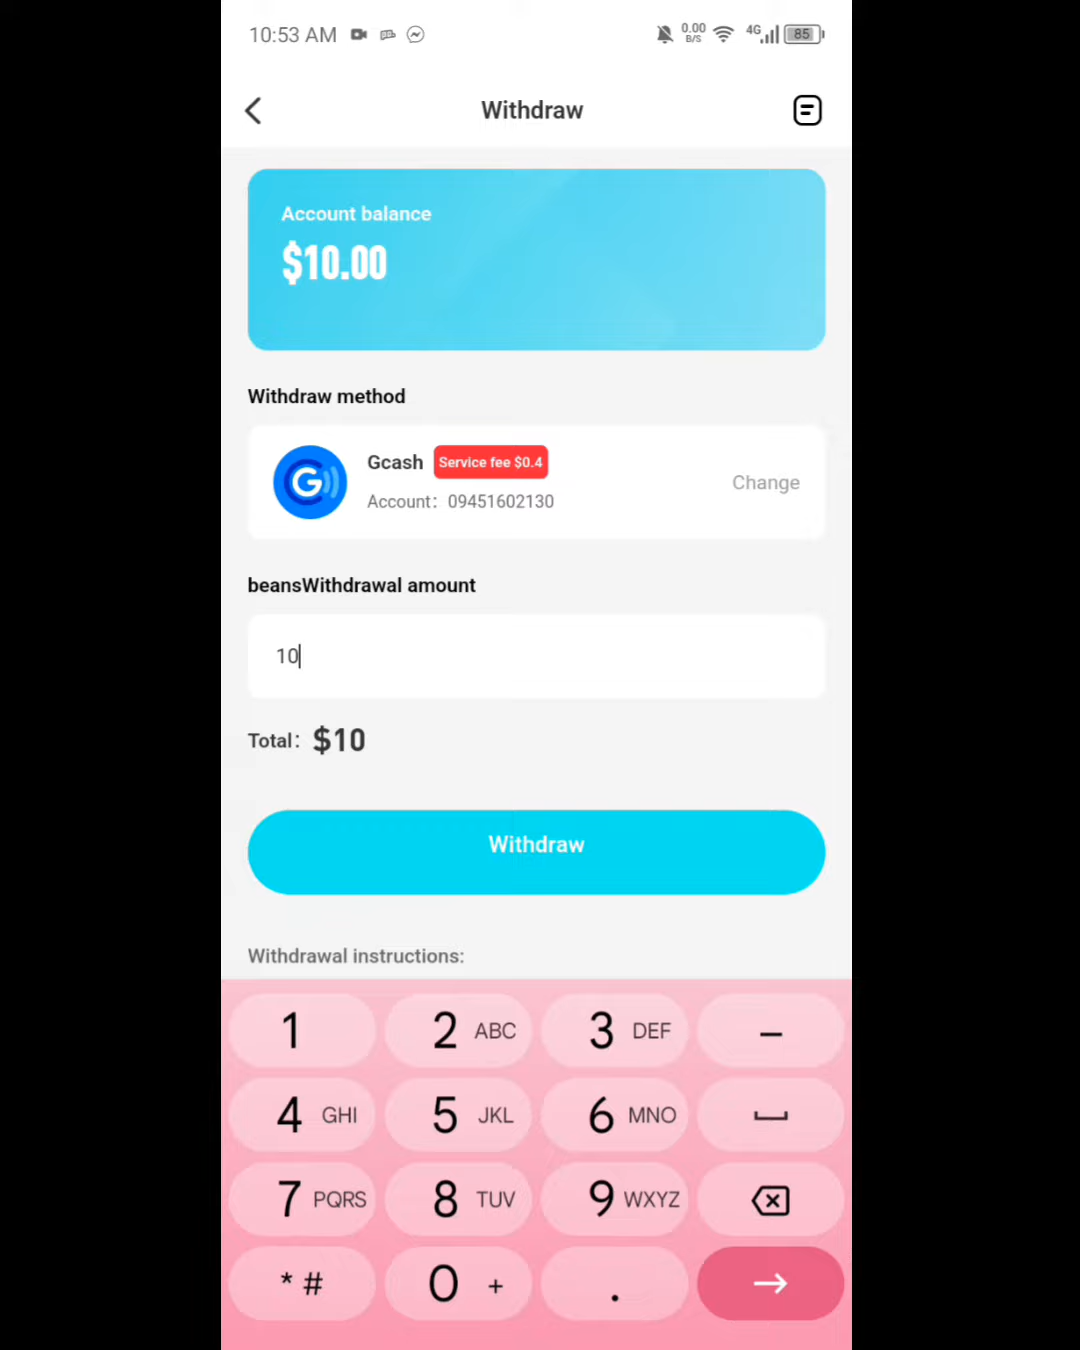 10:53 AM
0.00
B/S
4G
85
Withdraw
Account balance
$10.00
Withdraw method
G
Gcash
Service fee $0.4
Account: 09451602130
Change
beansWithdrawal amount
10
Total: $10
Withdraw
Withdrawal instructions:
1
2 ABC
3 DEF
–
4 GHI
5 JKL
6 MNO
7 PQRS
8 TUV
9 WXYZ
* #
0 +
.